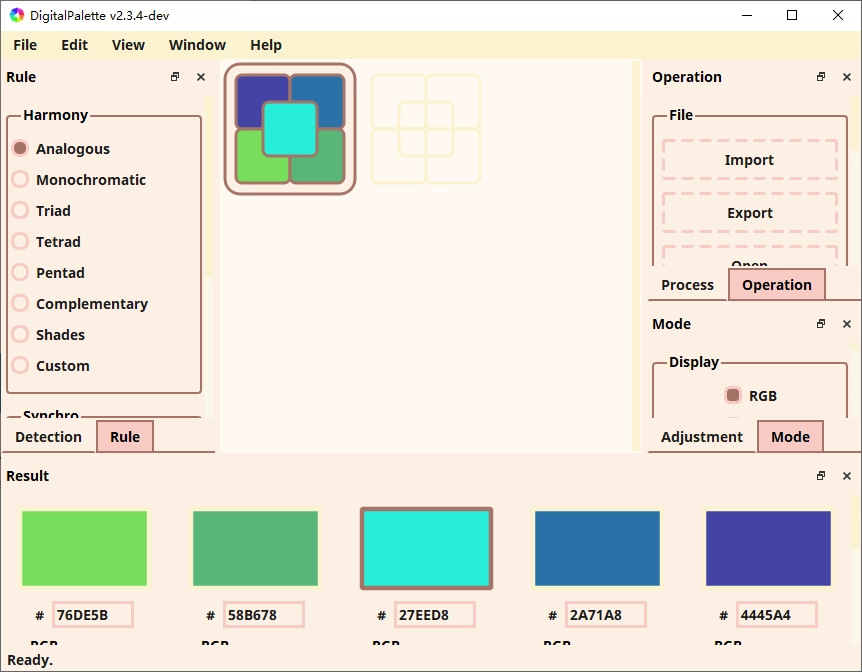 DigitalPalette v2.3.4-dev
File Edit View Window Help
Rule
Harmony
Analogous
Monochromatic
Triad
Tetrad
Pentad
Complementary
Shades
Custom
Synchro
Detection Rule
Operation
File
Import
Export
Open
Process Operation
Mode
Display
RGB
Adjustment Mode
Result
# 76DE5B # 58B678 # 27EED8 # 2A71A8 # 4445A4
RGB RGB RGB RGB RGB
Ready.